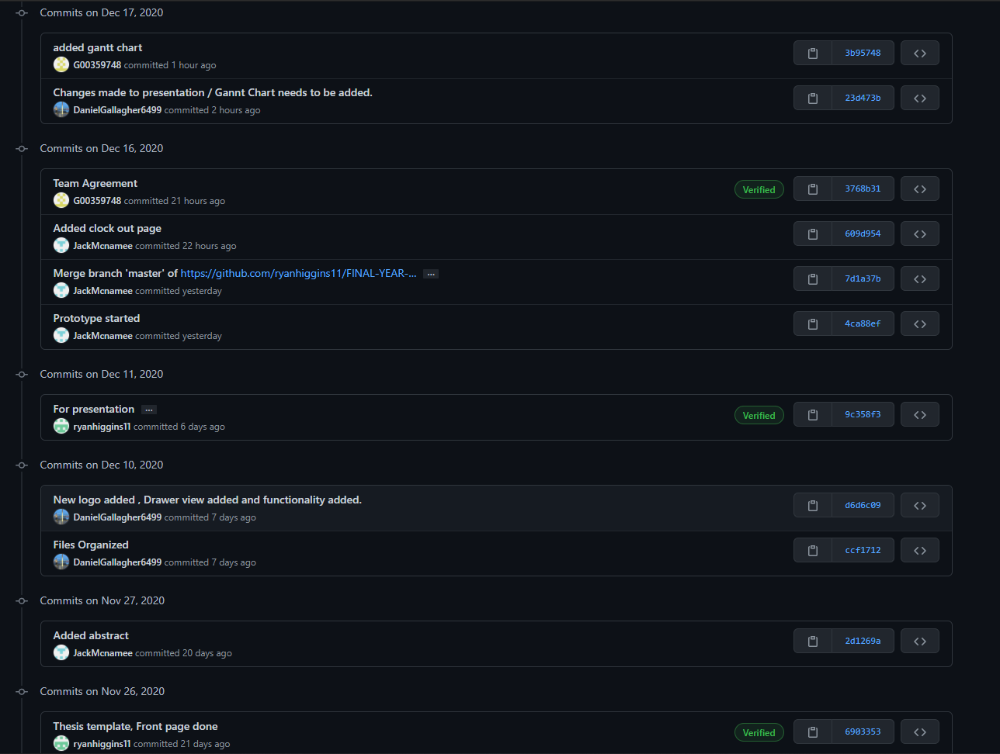 Commits on Dec 17, 2020
added gantt chart
3b95748
G00359748 committed 1 hour ago
Changes made to presentation / Gannt Chart needs to be added.
23d473b
DanielGallagher6499 committed 2 hours ago
Commits on Dec 16, 2020
Team Agreement
Verified
3768b31
G00359748 committed 21 hours ago
Added clock out page
609d954
JackMcnamee committed 22 hours ago
Merge branch 'master' of https://github.com/ryanhiggins11/FINAL-YEAR-... ...
7d1a37b
JackMcnamee committed yesterday
Prototype started
4ca88ef
JackMcnamee committed yesterday
Commits on Dec 11, 2020
For presentation ...
Verified
9c358f3
ryanhiggins11 committed 6 days ago
Commits on Dec 10, 2020
New logo added , Drawer view added and functionality added.
d6d6c09
DanielGallagher6499 committed 7 days ago
Files Organized
ccf1712
DanielGallagher6499 committed 7 days ago
Commits on Nov 27, 2020
Added abstract
2d1269a
JackMcnamee committed 20 days ago
Commits on Nov 26, 2020
Thesis template, Front page done
Verified
6903353
ryanhiggins11 committed 21 days ago